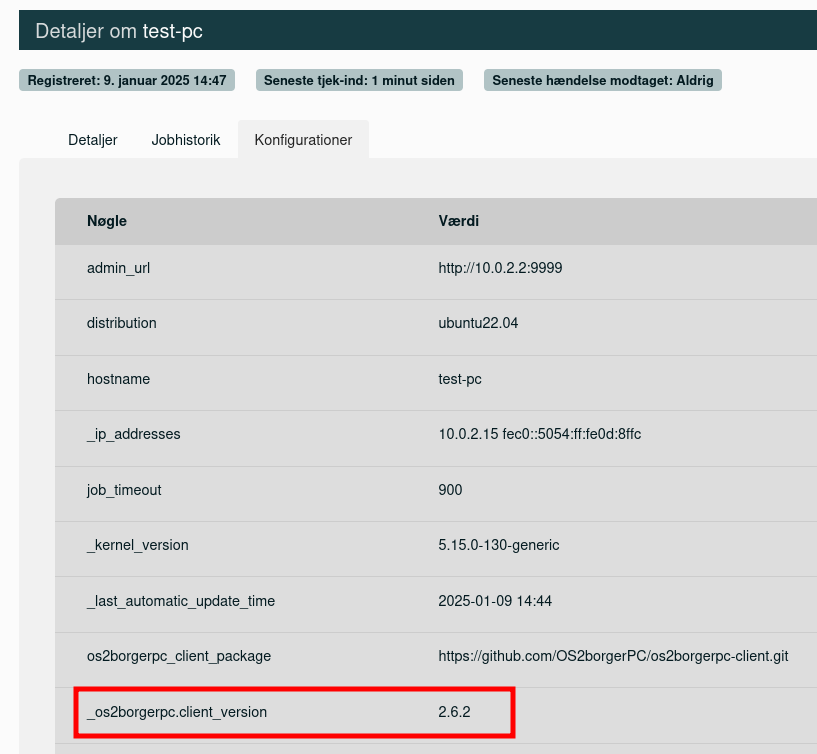 Detaljer om test-pc
Registreret: 9. januar 2025 14:47 Seneste tjek-ind: 1 minut siden Seneste hændelse modtaget: Aldrig
Detaljer Jobhistorik Konfigurationer
Nøgle Værdi
admin_url http://10.0.2.2:9999
distribution ubuntu22.04
hostname test-pc
_ip_addresses 10.0.2.15 fec0::5054:ff:fe0d:8ffc
job_timeout 900
_kernel_version 5.15.0-130-generic
_last_automatic_update_time 2025-01-09 14:44
os2borgerpc_client_package https://github.com/OS2borgerPC/os2borgerpc-client.git
_os2borgerpc.client_version 2.6.2